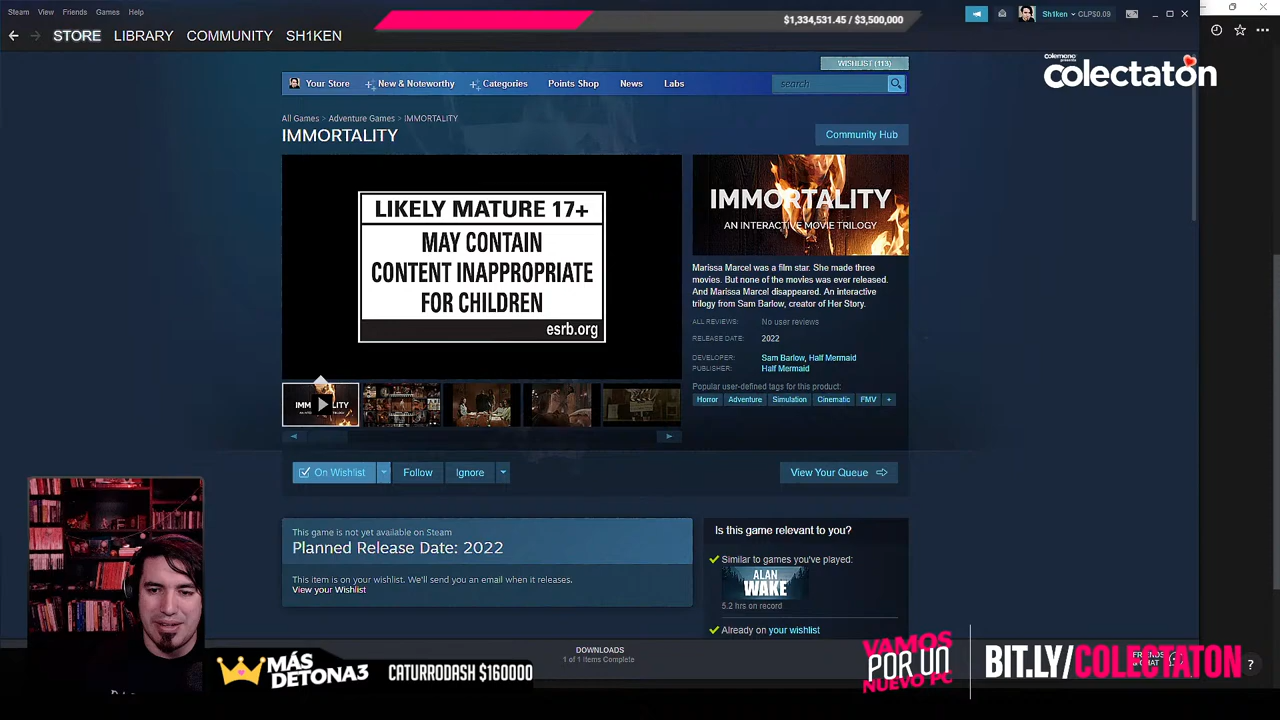 Steam View Friends Games Help
$1,334,531.45 / $3,500,000
Sh1ken CLP$0.09
STORE LIBRARY COMMUNITY SH1KEN
colemono presenta
colectatón
WISHLIST (113)
Your Store New & Noteworthy Categories Points Shop News Labs search
All Games > Adventure Games > IMMORTALITY
IMMORTALITY
Community Hub
LIKELY MATURE 17+
MAY CONTAIN
CONTENT INAPPROPRIATE
FOR CHILDREN
esrb.org
IMMORTALITY
AN INTERACTIVE MOVIE TRILOGY
Marissa Marcel was a film star. She made three
movies. But none of the movies was ever released.
And Marissa Marcel disappeared. An interactive
trilogy from Sam Barlow, creator of Her Story.
ALL REVIEWS: No user reviews
RELEASE DATE: 2022
DEVELOPER: Sam Barlow, Half Mermaid
PUBLISHER: Half Mermaid
Popular user-defined tags for this product:
Horror Adventure Simulation Cinematic FMV +
On Wishlist Follow Ignore View Your Queue
This game is not yet available on Steam
Planned Release Date: 2022
This item is on your wishlist. We'll send you an email when it releases.
View your Wishlist
Is this game relevant to you?
Similar to games you've played:
ALAN
WAKE
5.2 hrs on record
Already on your wishlist
DOWNLOADS
1 of 1 Items Complete
FRIENDS
& CHAT
?
MÁS
DETONA3
CATURRODASH $160000
VAMOS
POR UN
NUEVO PC
BIT.LY/COLECTATON